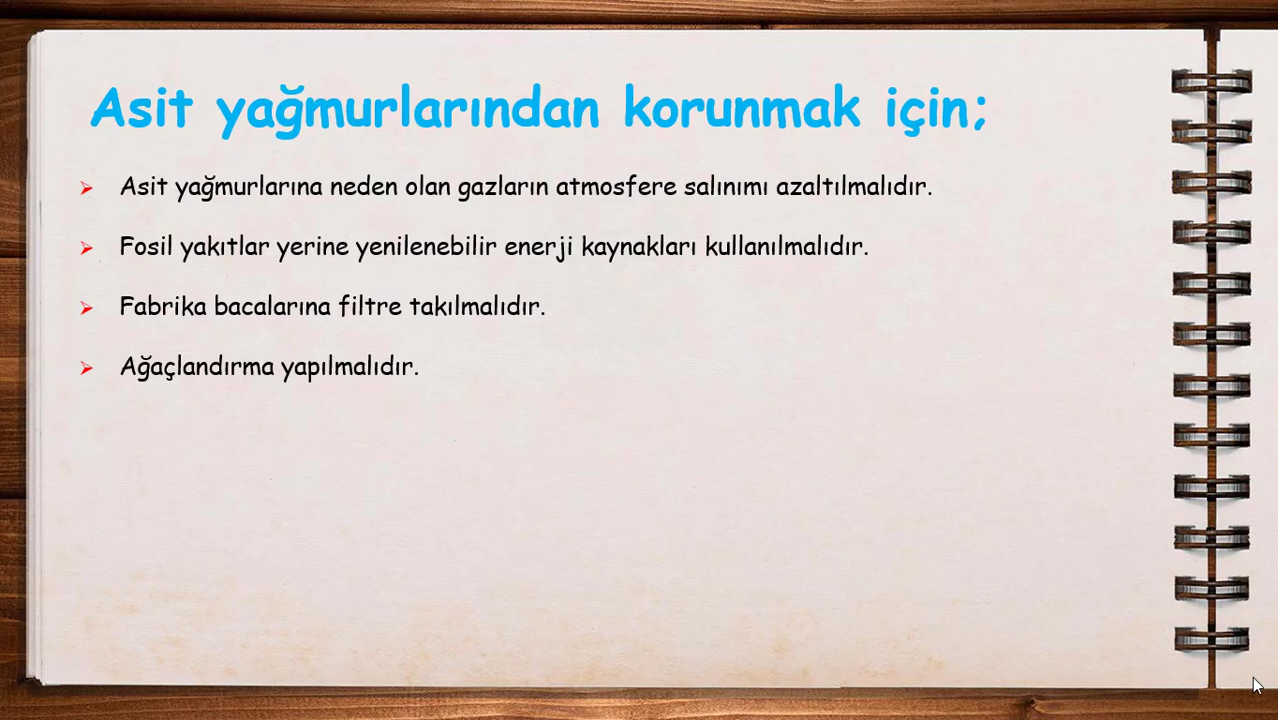 Asit yağmurlarından korunmak için;
Asit yağmurlarına neden olan gazların atmosfere salınımı azaltılmalıdır.
Fosil yakıtlar yerine yenilenebilir enerji kaynakları kullanılmalıdır.
Fabrika bacalarına filtre takılmalıdır.
Ağaçlandırma yapılmalıdır.